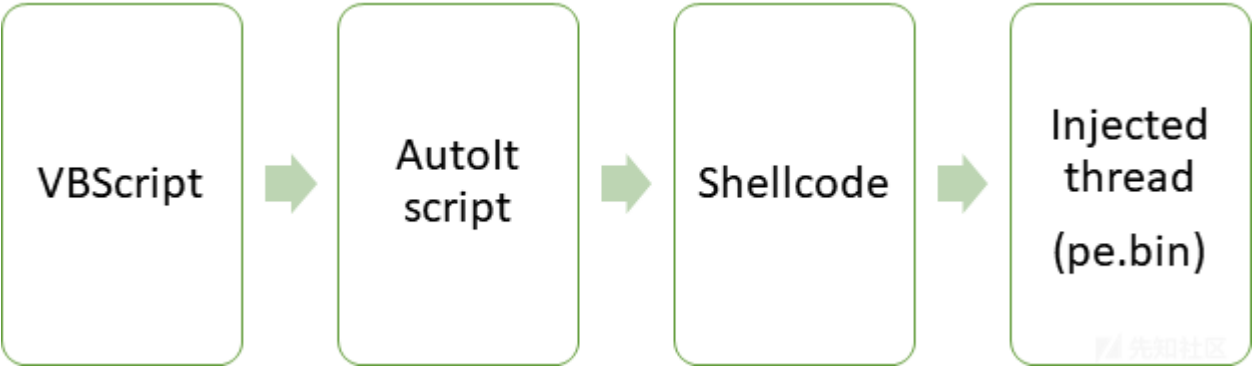 VBScript
AutoIt
script
Shellcode
Injected
thread
(pe.bin)
先知社区